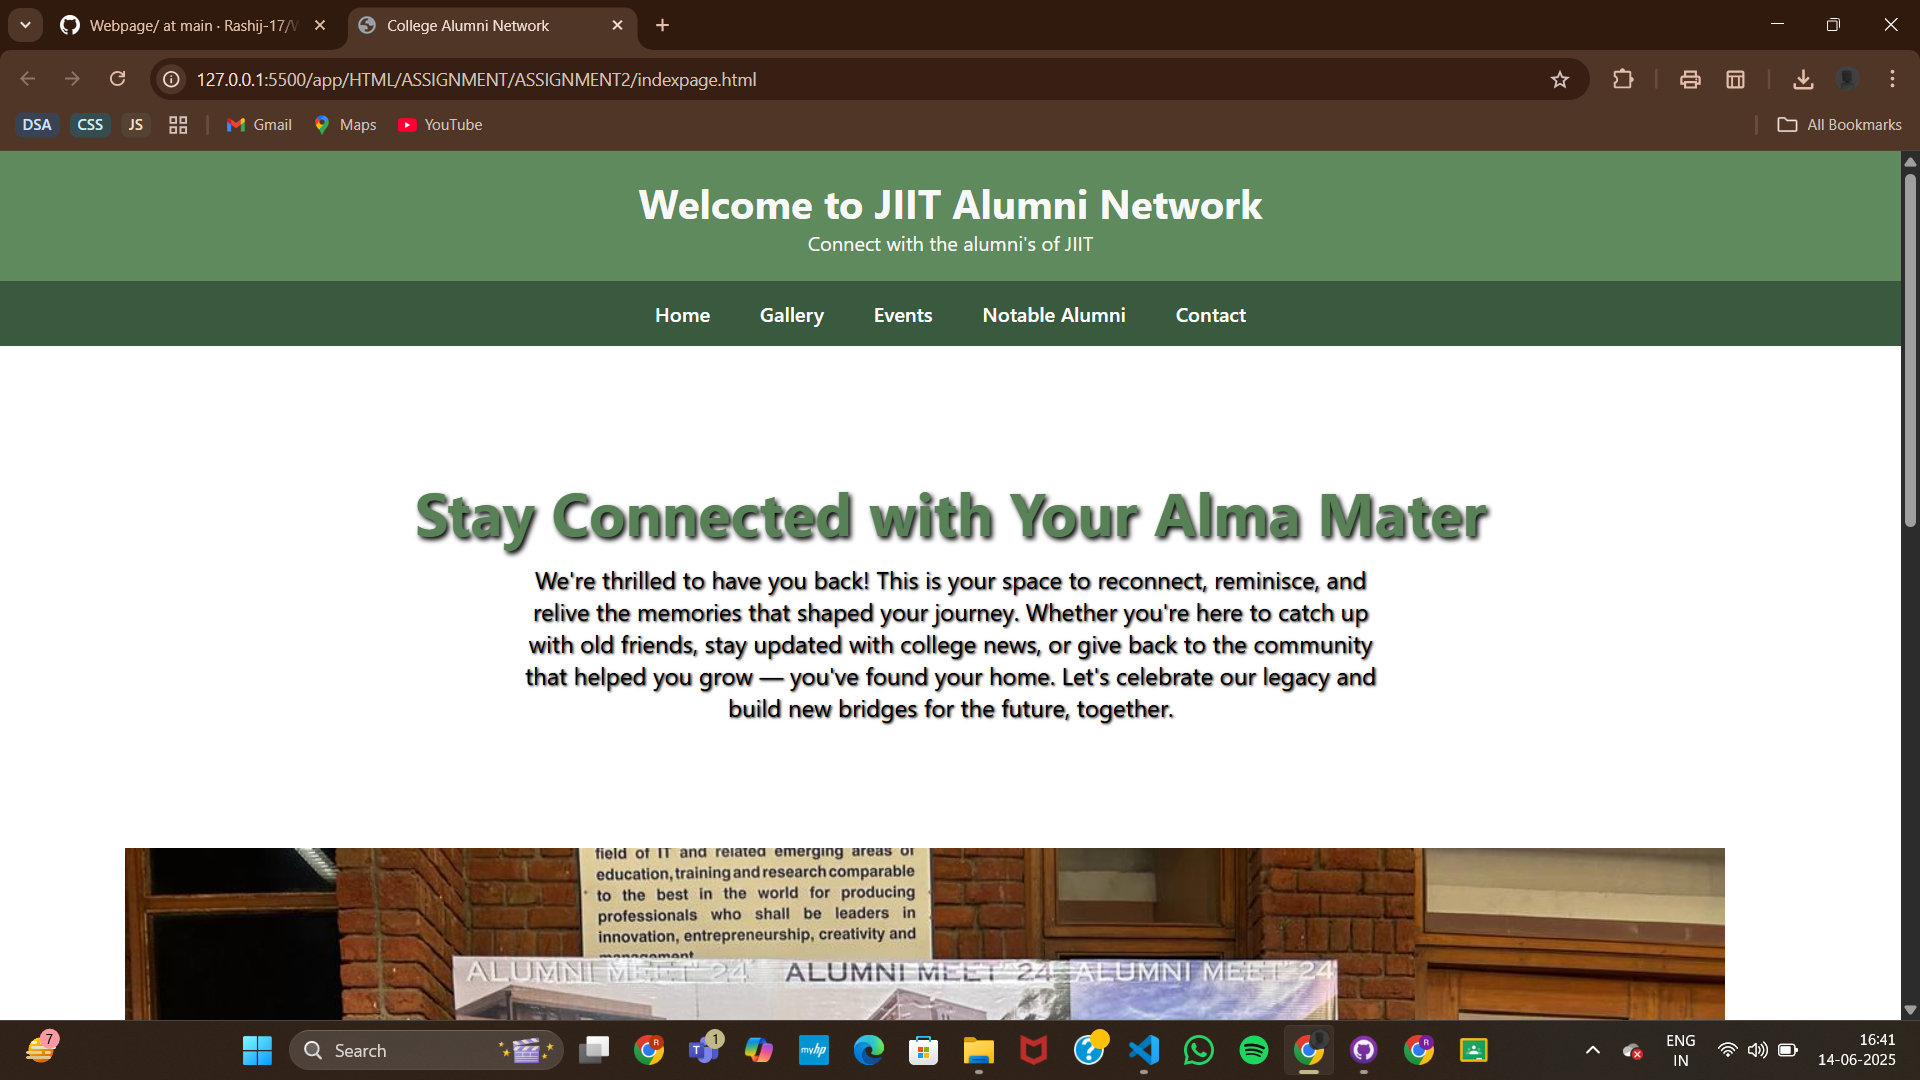 Webpage/ at main · Rashij-17/
College Alumni Network
127.0.0.1:5500/app/HTML/ASSIGNMENT/ASSIGNMENT2/indexpage.html
DSA
CSS
JS
Gmail
Maps
YouTube
All Bookmarks
Welcome to JIIT Alumni Network
Connect with the alumni's of JIIT
Home
Gallery
Events
Notable Alumni
Contact
Stay Connected with Your Alma Mater
We're thrilled to have you back! This is your space to reconnect, reminisce, and
relive the memories that shaped your journey. Whether you're here to catch up
with old friends, stay updated with college news, or give back to the community
that helped you grow — you've found your home. Let's celebrate our legacy and
build new bridges for the future, together.
field of IT and related emerging areas of
education, training and research comparable
to the best in the world for producing
professionals who shall be leaders in
innovation, entrepreneurship, creativity and
management
ALUMNI MEET' 24
ALUMNI MEET' 24
ALUMNI MEET' 24
7
Search
R
1
myhp
R
ENG
IN
16:41
14-06-2025